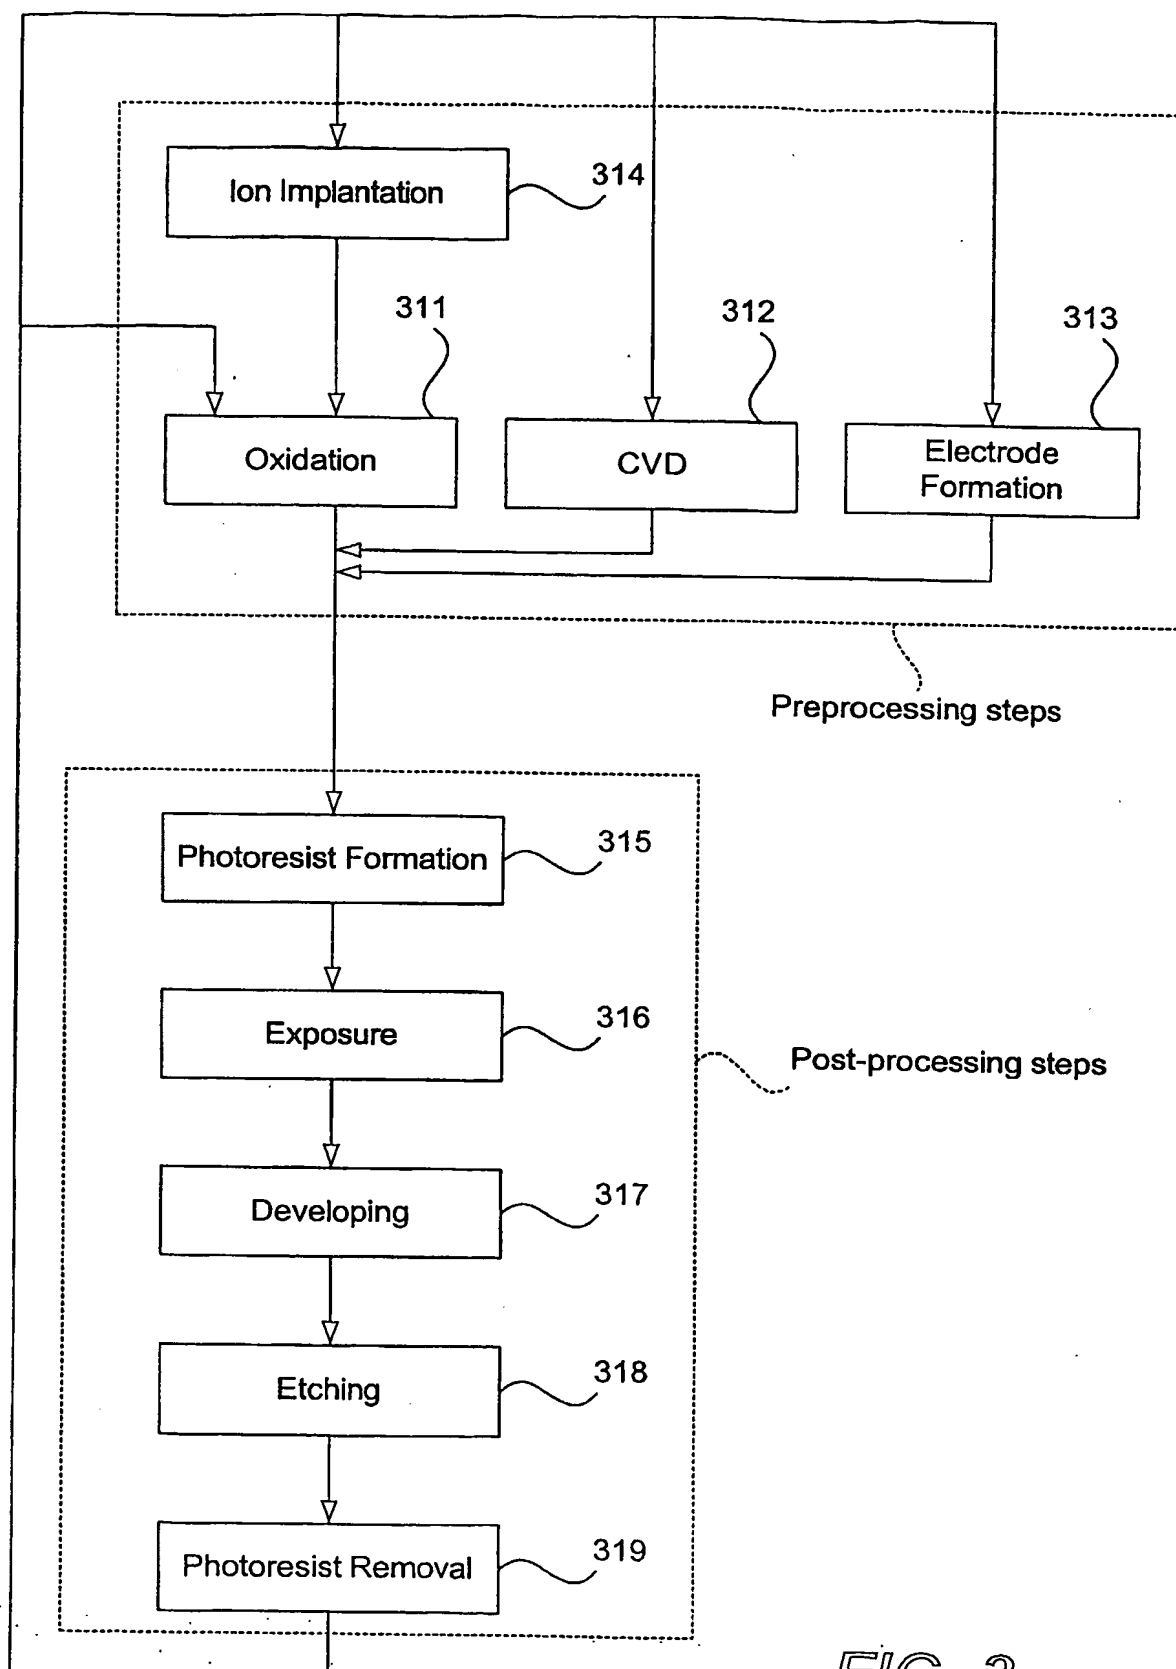 Ion Implantation
314
311
312
313
Oxidation
CVD
Electrode
Formation
Preprocessing steps
Photoresist Formation
315
Exposure
316
Post-processing steps
Developing
317
Etching
318
Photoresist Removal
319
FIG.